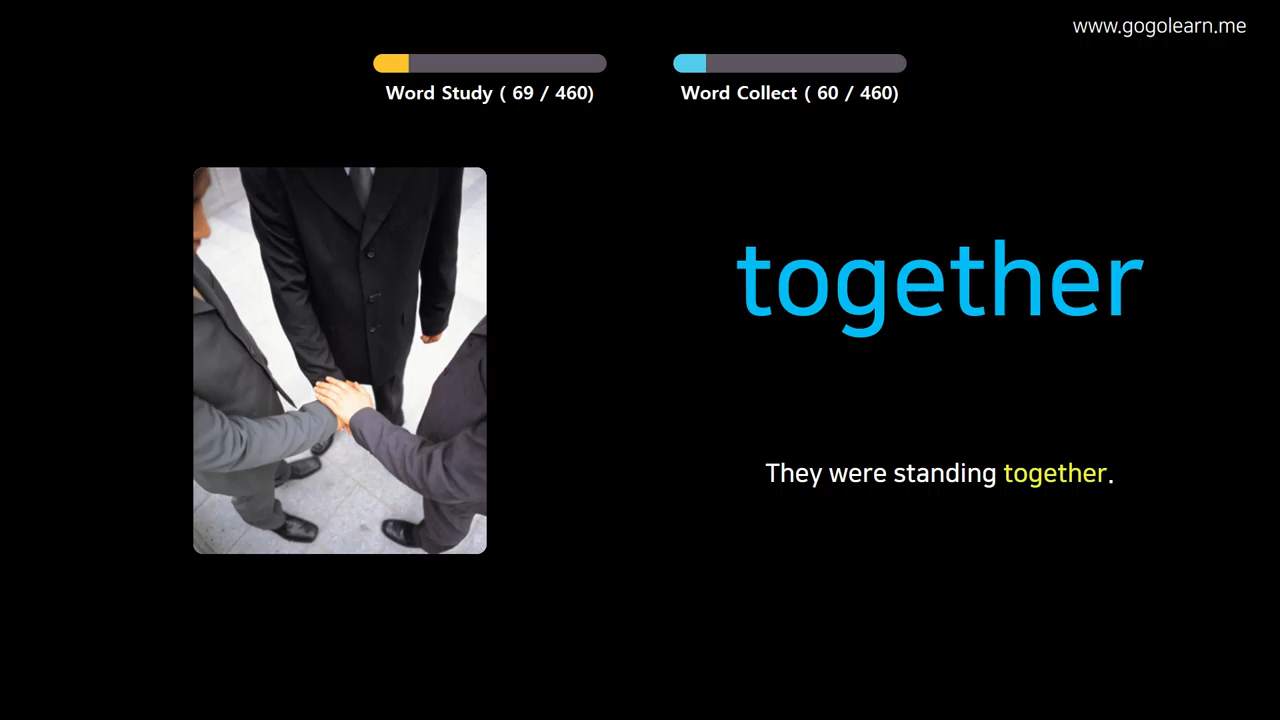 www.gogolearn.me
Word Study ( 69 / 460)
Word Collect ( 60 / 460)
together
They were standing together.